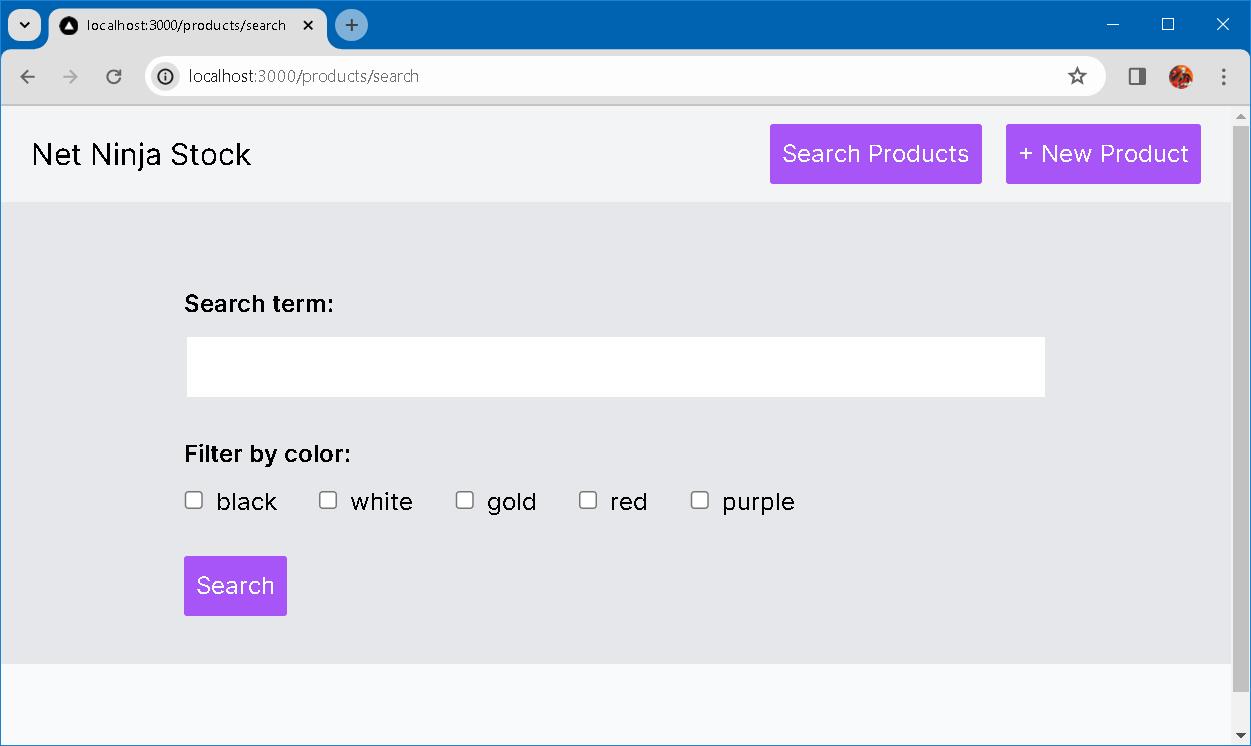 localhost:3000/products/search
localhost:3000/products/search
Net Ninja Stock
Search Products
+ New Product
Search term:
Filter by color:
black white gold red purple
Search